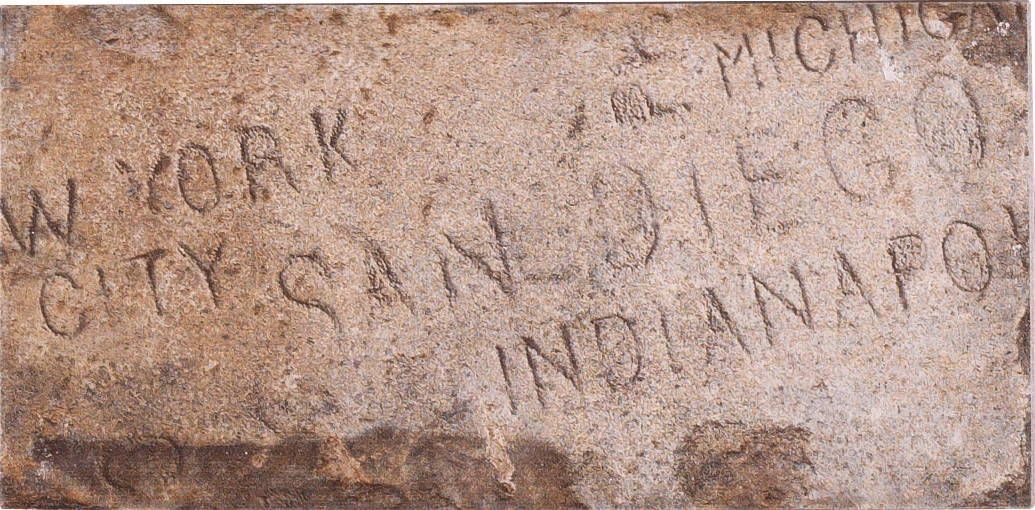 MICHIGA
W YORK
CITY
SAN DIEGO
INDIANAPO